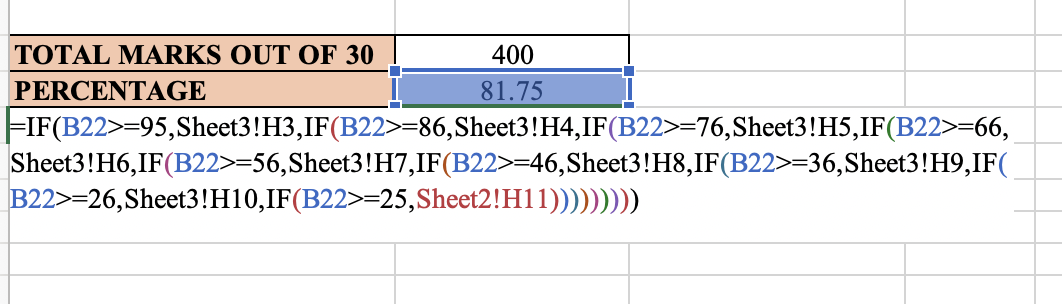 TOTAL MARKS OUT OF 30 400
PERCENTAGE 81.75
=IF(B22>=95,Sheet3!H3,IF(B22>=86,Sheet3!H4,IF(B22>=76,Sheet3!H5,IF(B22>=66,
Sheet3!H6,IF(B22>=56,Sheet3!H7,IF(B22>=46,Sheet3!H8,IF(B22>=36,Sheet3!H9,IF(
B22>=26,Sheet3!H10,IF(B22>=25,Sheet2!H11)))))))))